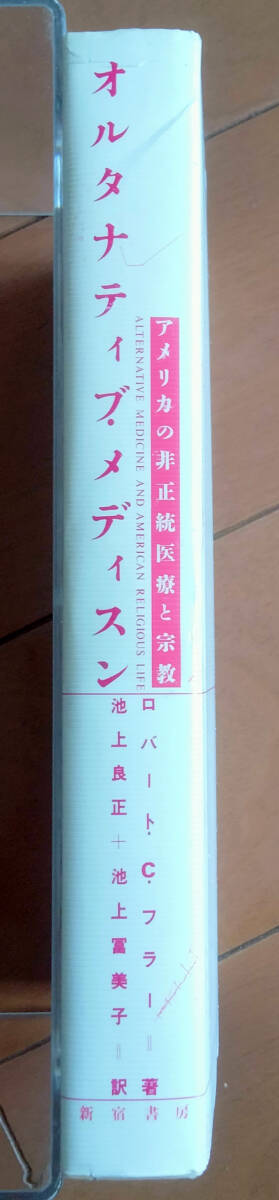 オルタナティブ・メディスン
アメリカの非正統医療と宗教
ALTERNATIVE MEDICINE AND AMERICAN RELIGIOUS LIFE
ロバート・C・フラー＝著
池上良正＋池上冨美子＝訳
新宿書房